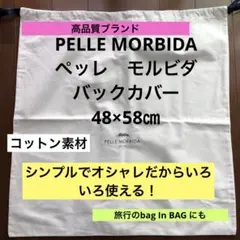 高品質ブランド
PELLE MORBIDA
ペッレ　モルビダ
バックカバー
48×58㎝
PELLE MORBIDA
コットン素材
シンプルでオシャレだからいろ
いろ使える！
旅行のbag In BAG にも